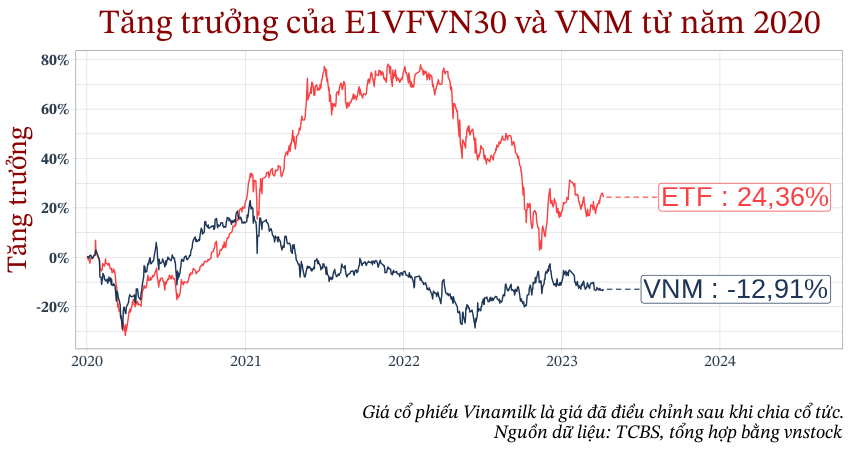 Tăng trưởng của E1VFVN30 và VNM từ năm 2020
Tăng trưởng
80%
60%
40%
20%
0%
-20%
ETF : 24,36%
VNM : -12,91%
2020 2021 2022 2023 2024
Giá cổ phiếu Vinamilk là giá đã điều chỉnh sau khi chia cổ tức.
Nguồn dữ liệu: TCBS, tổng hợp bằng vnstock